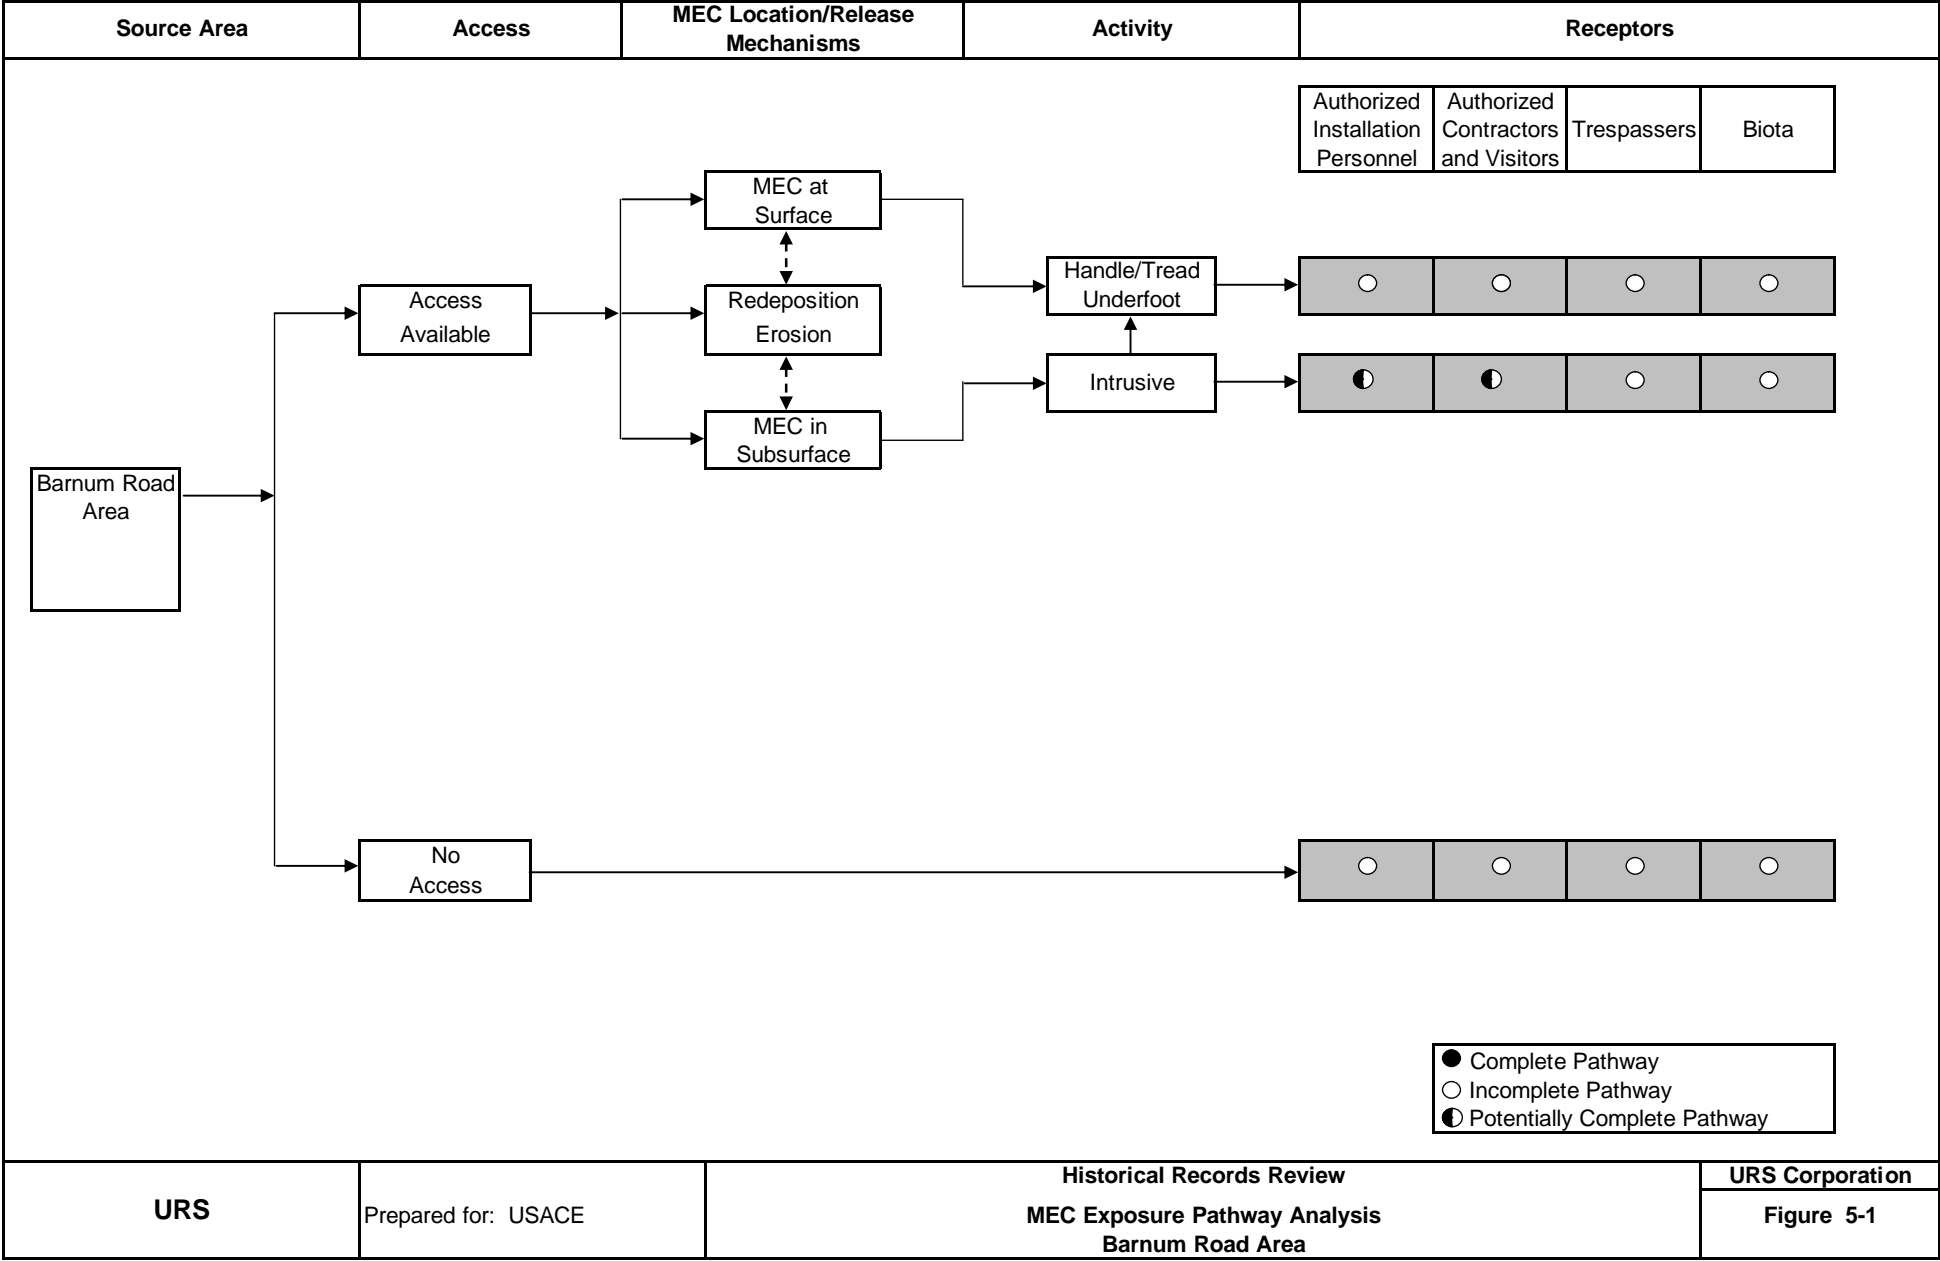 Source Area
Access
MEC Location/Release
Mechanisms
Activity
Receptors
Authorized
Installation
Personnel
Authorized
Contractors
and Visitors
Trespassers
Biota
MEC at
Surface
Handle/Tread
Underfoot
Access
Available
Redeposition
Erosion
Intrusive
MEC in
Subsurface
Barnum Road
Area
No
Access
Complete Pathway
Incomplete Pathway
Potentially Complete Pathway
URS
Prepared for: USACE
Historical Records Review
MEC Exposure Pathway Analysis
Barnum Road Area
URS Corporation
Figure 5-1